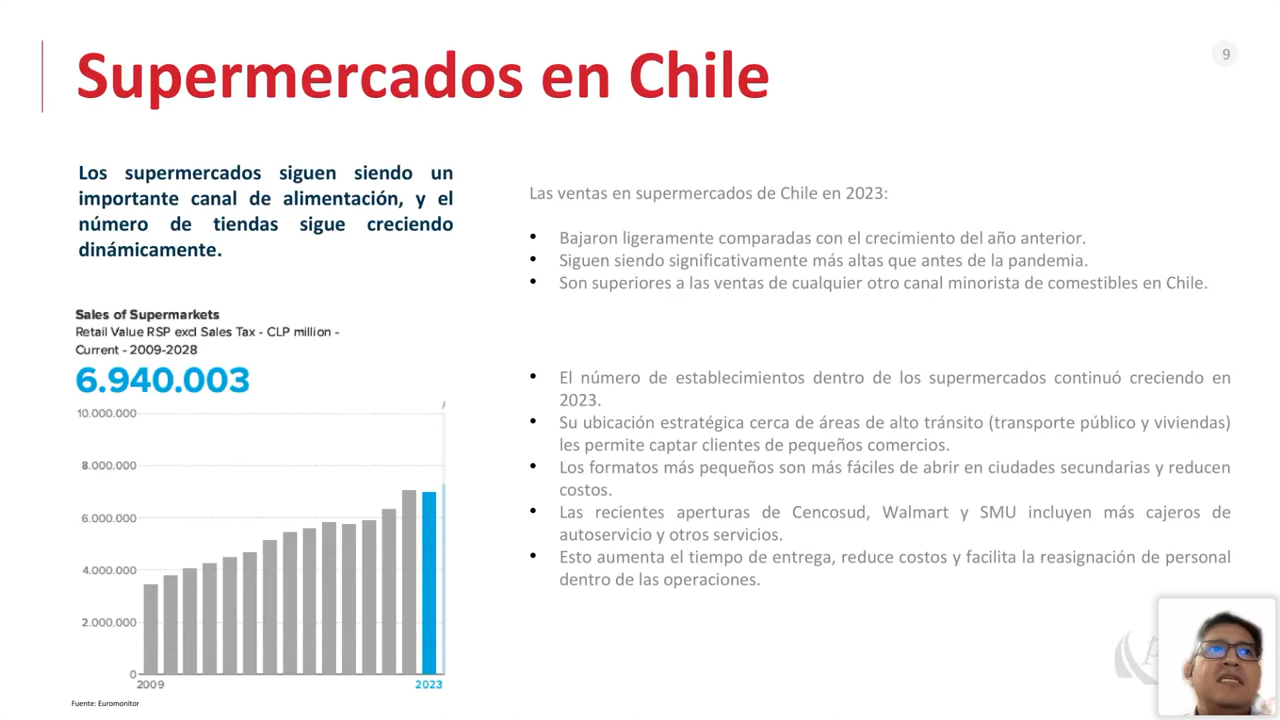 Supermercados en Chile
9
Los supermercados siguen siendo un
importante canal de alimentación, y el
número de tiendas sigue creciendo
dinámicamente.
Sales of Supermarkets
Retail Value RSP excl Sales Tax - CLP million -
Current - 2009-2028
6.940.003
10.000.000
8.000.000
6.000.000
4.000.000
2.000.000
0
2009
2023
Fuente: Euromonitor
Las ventas en supermercados de Chile en 2023:
• Bajaron ligeramente comparadas con el crecimiento del año anterior.
• Siguen siendo significativamente más altas que antes de la pandemia.
• Son superiores a las ventas de cualquier otro canal minorista de comestibles en Chile.
• El número de establecimientos dentro de los supermercados continuó creciendo en
2023.
• Su ubicación estratégica cerca de áreas de alto tránsito (transporte público y viviendas)
les permite captar clientes de pequeños comercios.
• Los formatos más pequeños son más fáciles de abrir en ciudades secundarias y reducen
costos.
• Las recientes aperturas de Cencosud, Walmart y SMU incluyen más cajeros de
autoservicio y otros servicios.
• Esto aumenta el tiempo de entrega, reduce costos y facilita la reasignación de personal
dentro de las operaciones.